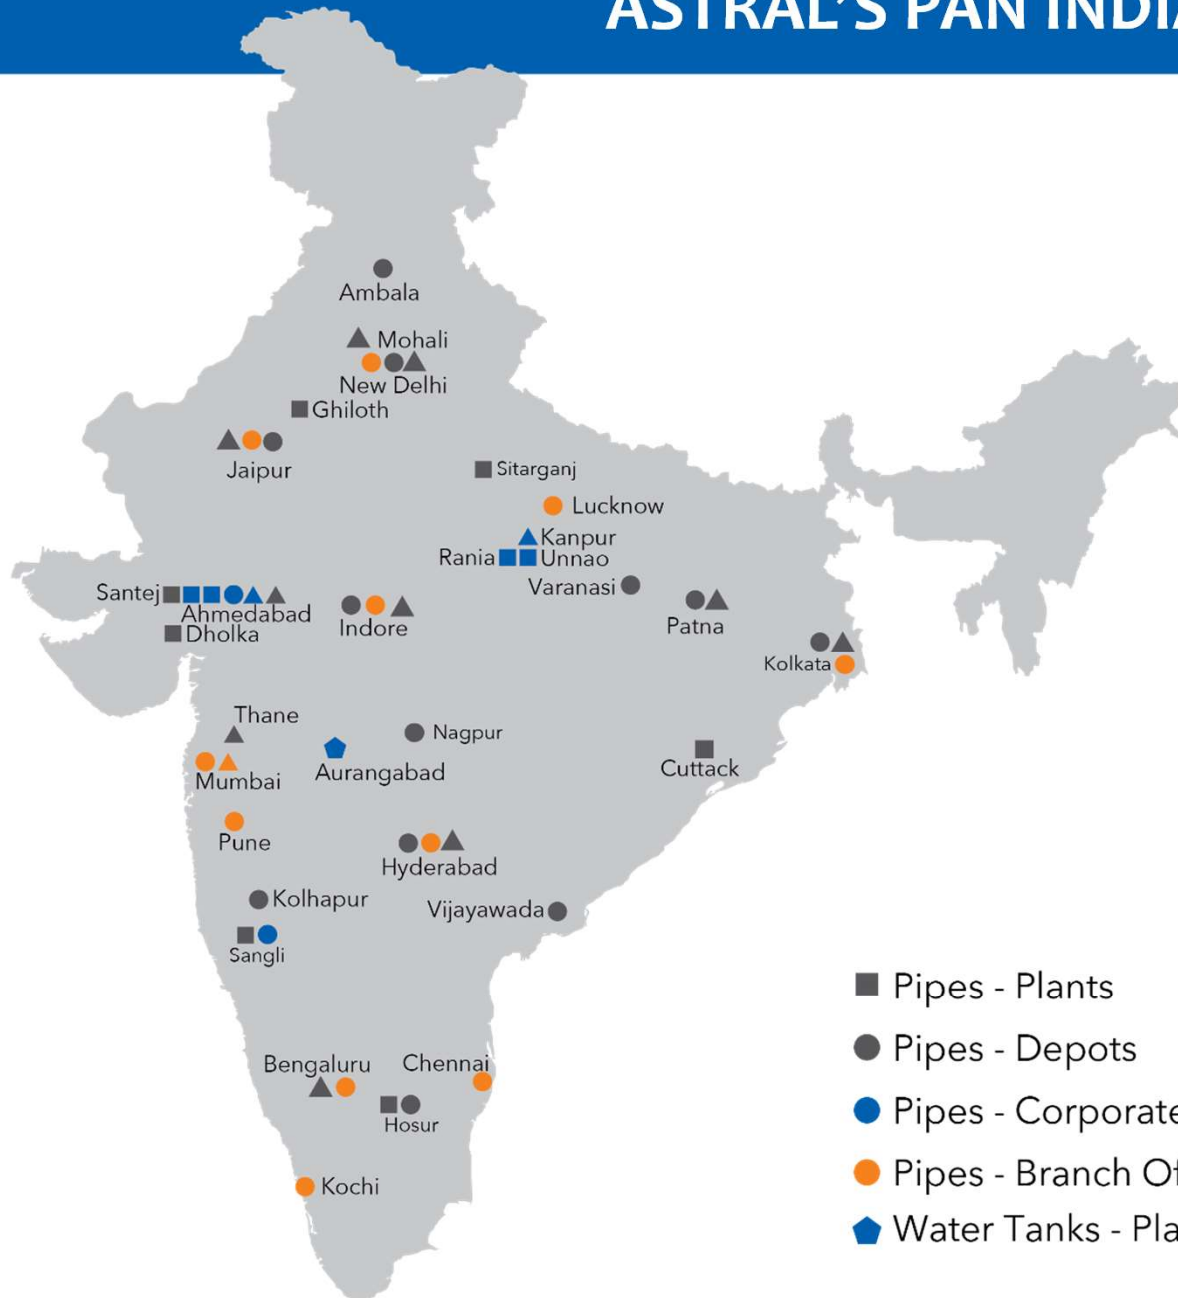 ASTRAL'S PAN INDIA
Ambala
Mohali
New Delhi
Ghiloth
Jaipur
Sitarganj
Lucknow
Kanpur
Rania
Unnao
Varanasi
Santej
Ahmedabad
Dholka
Indore
Patna
Kolkata
Thane
Nagpur
Mumbai
Aurangabad
Cuttack
Pune
Hyderabad
Kolhapur
Vijayawada
Sangli
Bengaluru
Chennai
Hosur
Kochi
Pipes - Plants
Pipes - Depots
Pipes - Corporate
Pipes - Branch
Water Tanks -